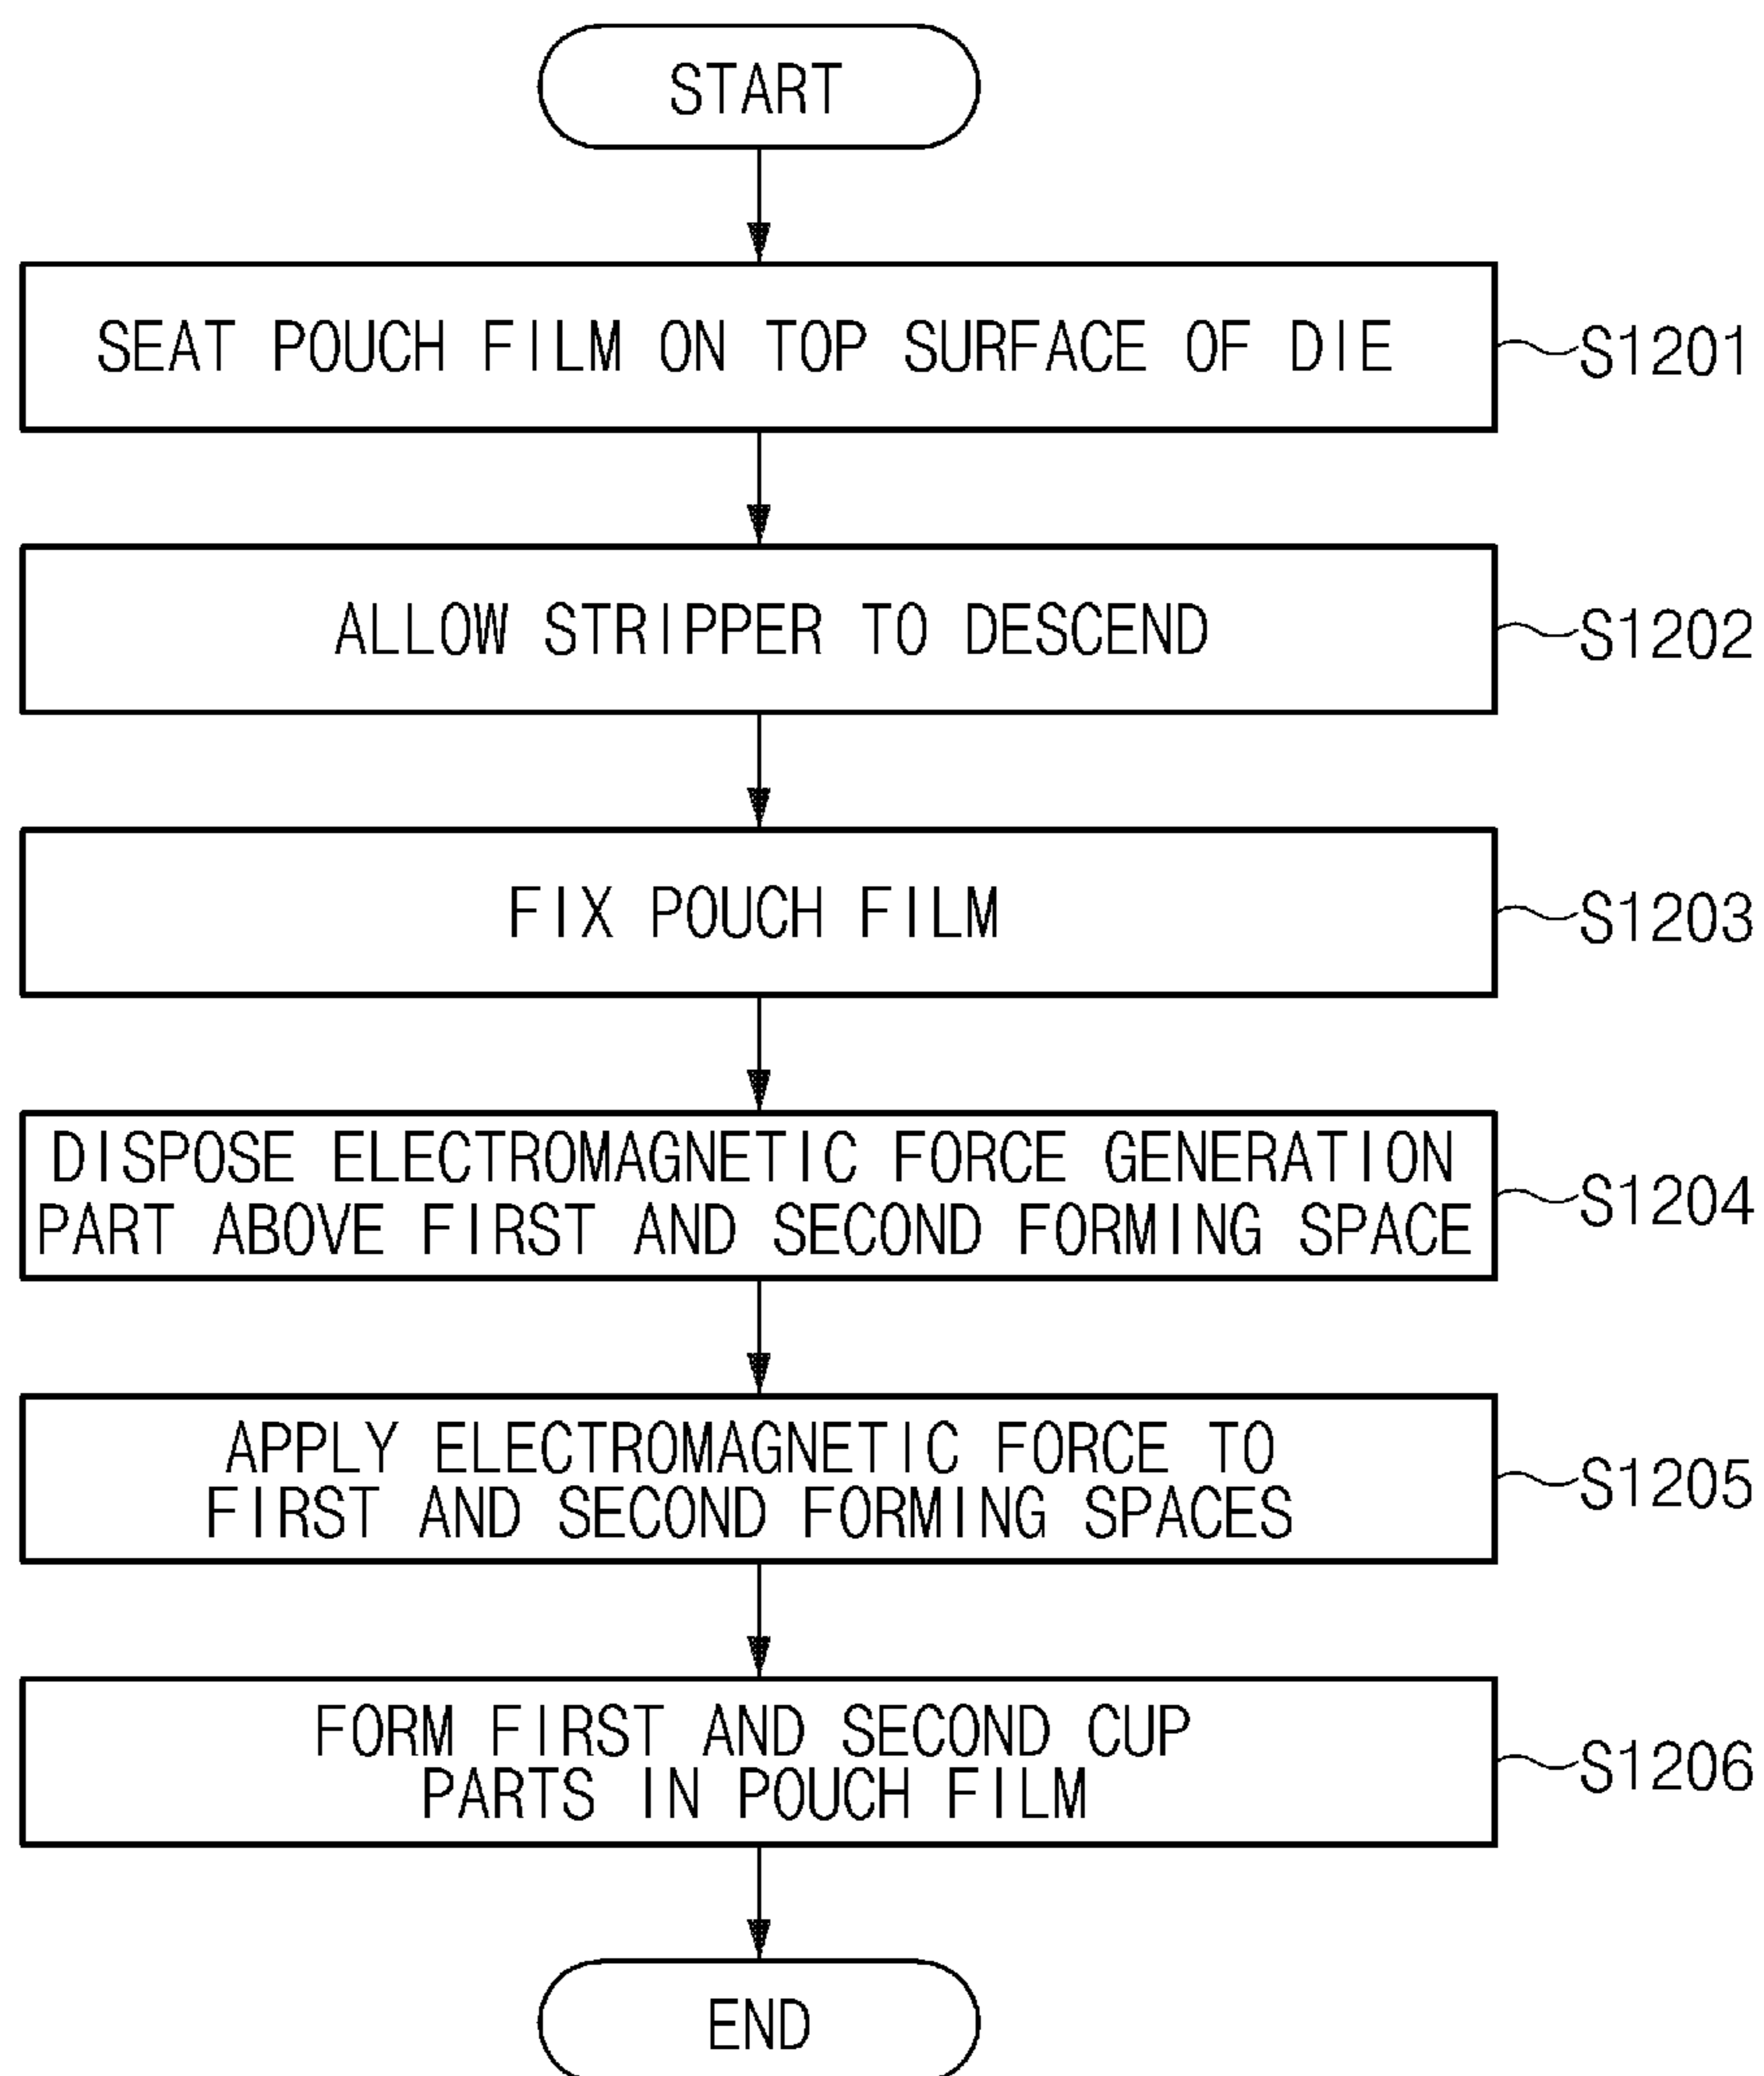 START
SEAT POUCH FILM ON TOP SURFACE OF DIE
S1201
ALLOW STRIPPER TO DESCEND
S1202
FIX POUCH FILM
S1203
DISPOSE ELECTROMAGNETIC FORCE GENERATION
PART ABOVE FIRST AND SECOND FORMING SPACE
S1204
APPLY ELECTROMAGNETIC FORCE TO
FIRST AND SECOND FORMING SPACES
S1205
FORM FIRST AND SECOND CUP
PARTS IN POUCH FILM
S1206
END